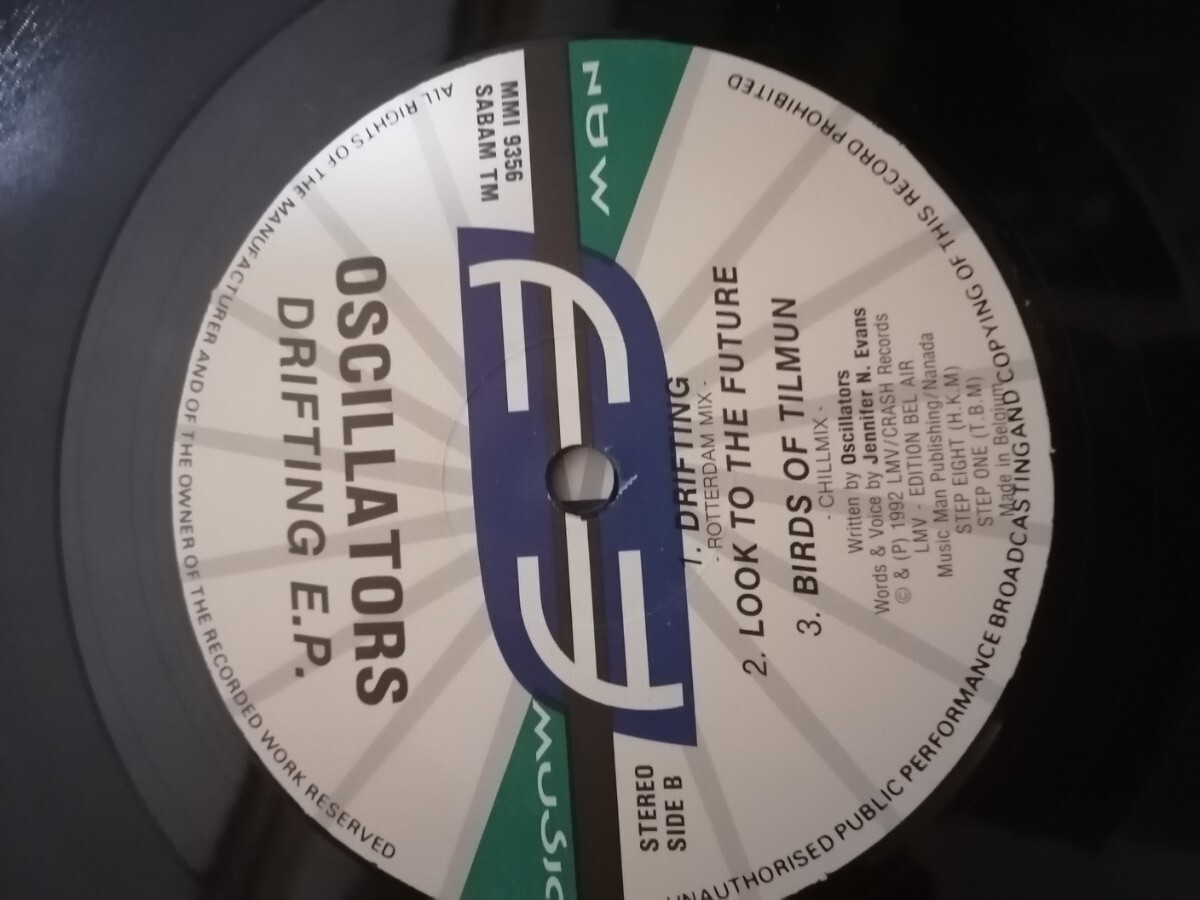 ALL RIGHTS OF THE MANUFACTURER AND OF THE OWNER OF THE RECORDED WORK RESERVED
UNAUTHORISED PUBLIC PERFORMANCE BROADCASTING AND COPYING OF THIS RECORD PROHIBITED
OSCILLATORS
DRIFTING E.P.
MMI 9356
SABAM TM
MUSIC
MAN
STEREO
SIDE B
1. DRIFTING
- ROTTERDAM MIX -
2. LOOK TO THE FUTURE
3. BIRDS OF TILMUN
- CHILLMIX -
Written by Oscillators
Words & Voice by Jennifer N. Evans
© & (P) 1992 LMV/CRASH Records
LMV - EDITION BEL AIR
Music Man Publishing/Nanada
STEP EIGHT (H.K.M)
STEP ONE (T.B.M)
Made in Belgium